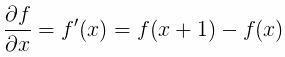 ∂f/∂x = f′(x) = f(x + 1) − f(x)